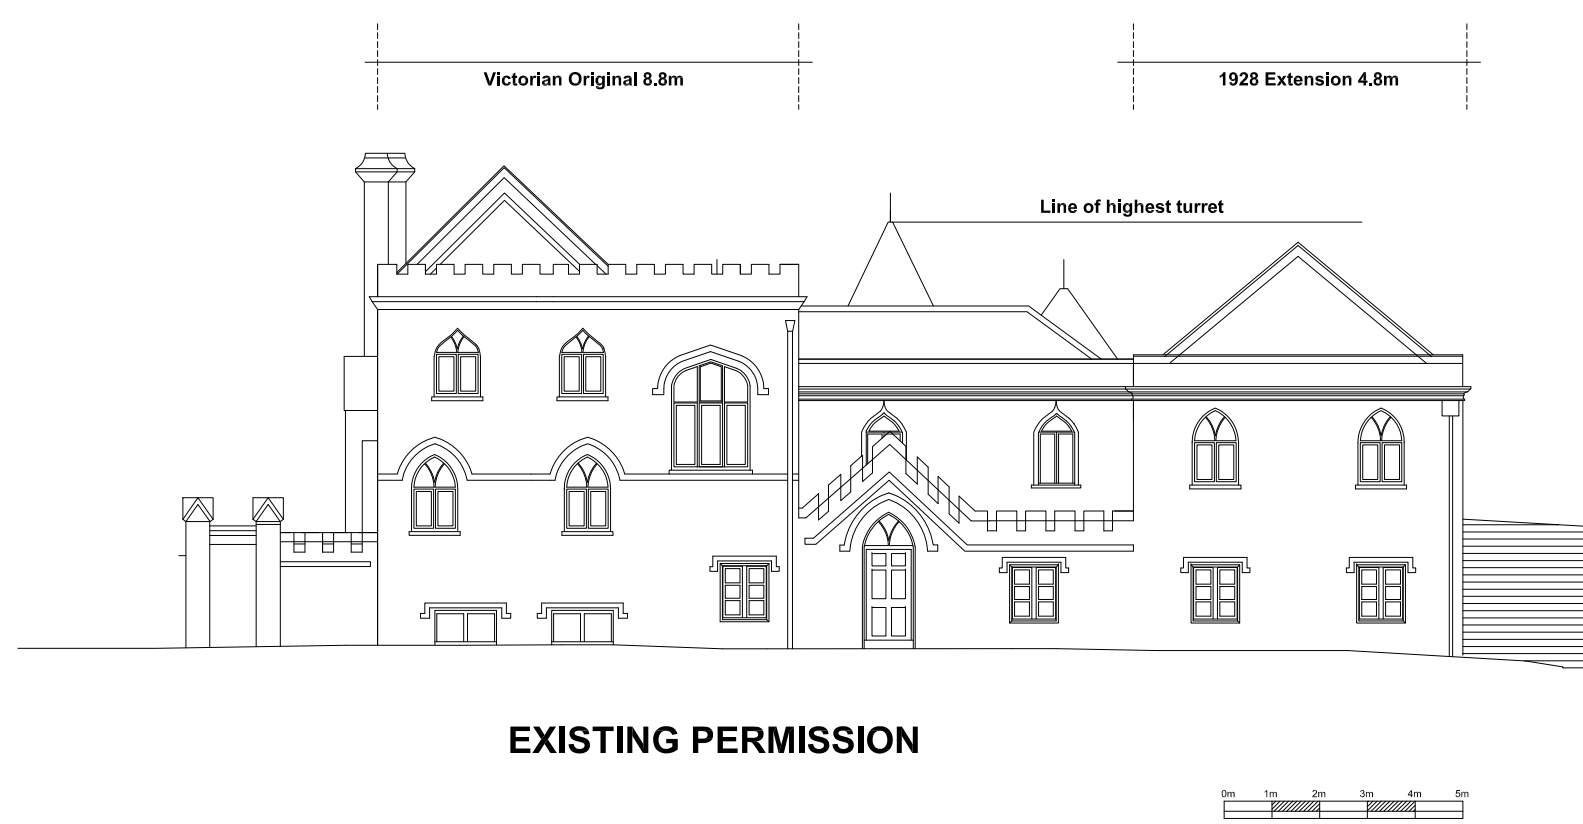 Victorian Original 8.8m
1928 Extension 4.8m
Line of highest turret
EXISTING PERMISSION
0m 1m 2m 3m 4m 5m